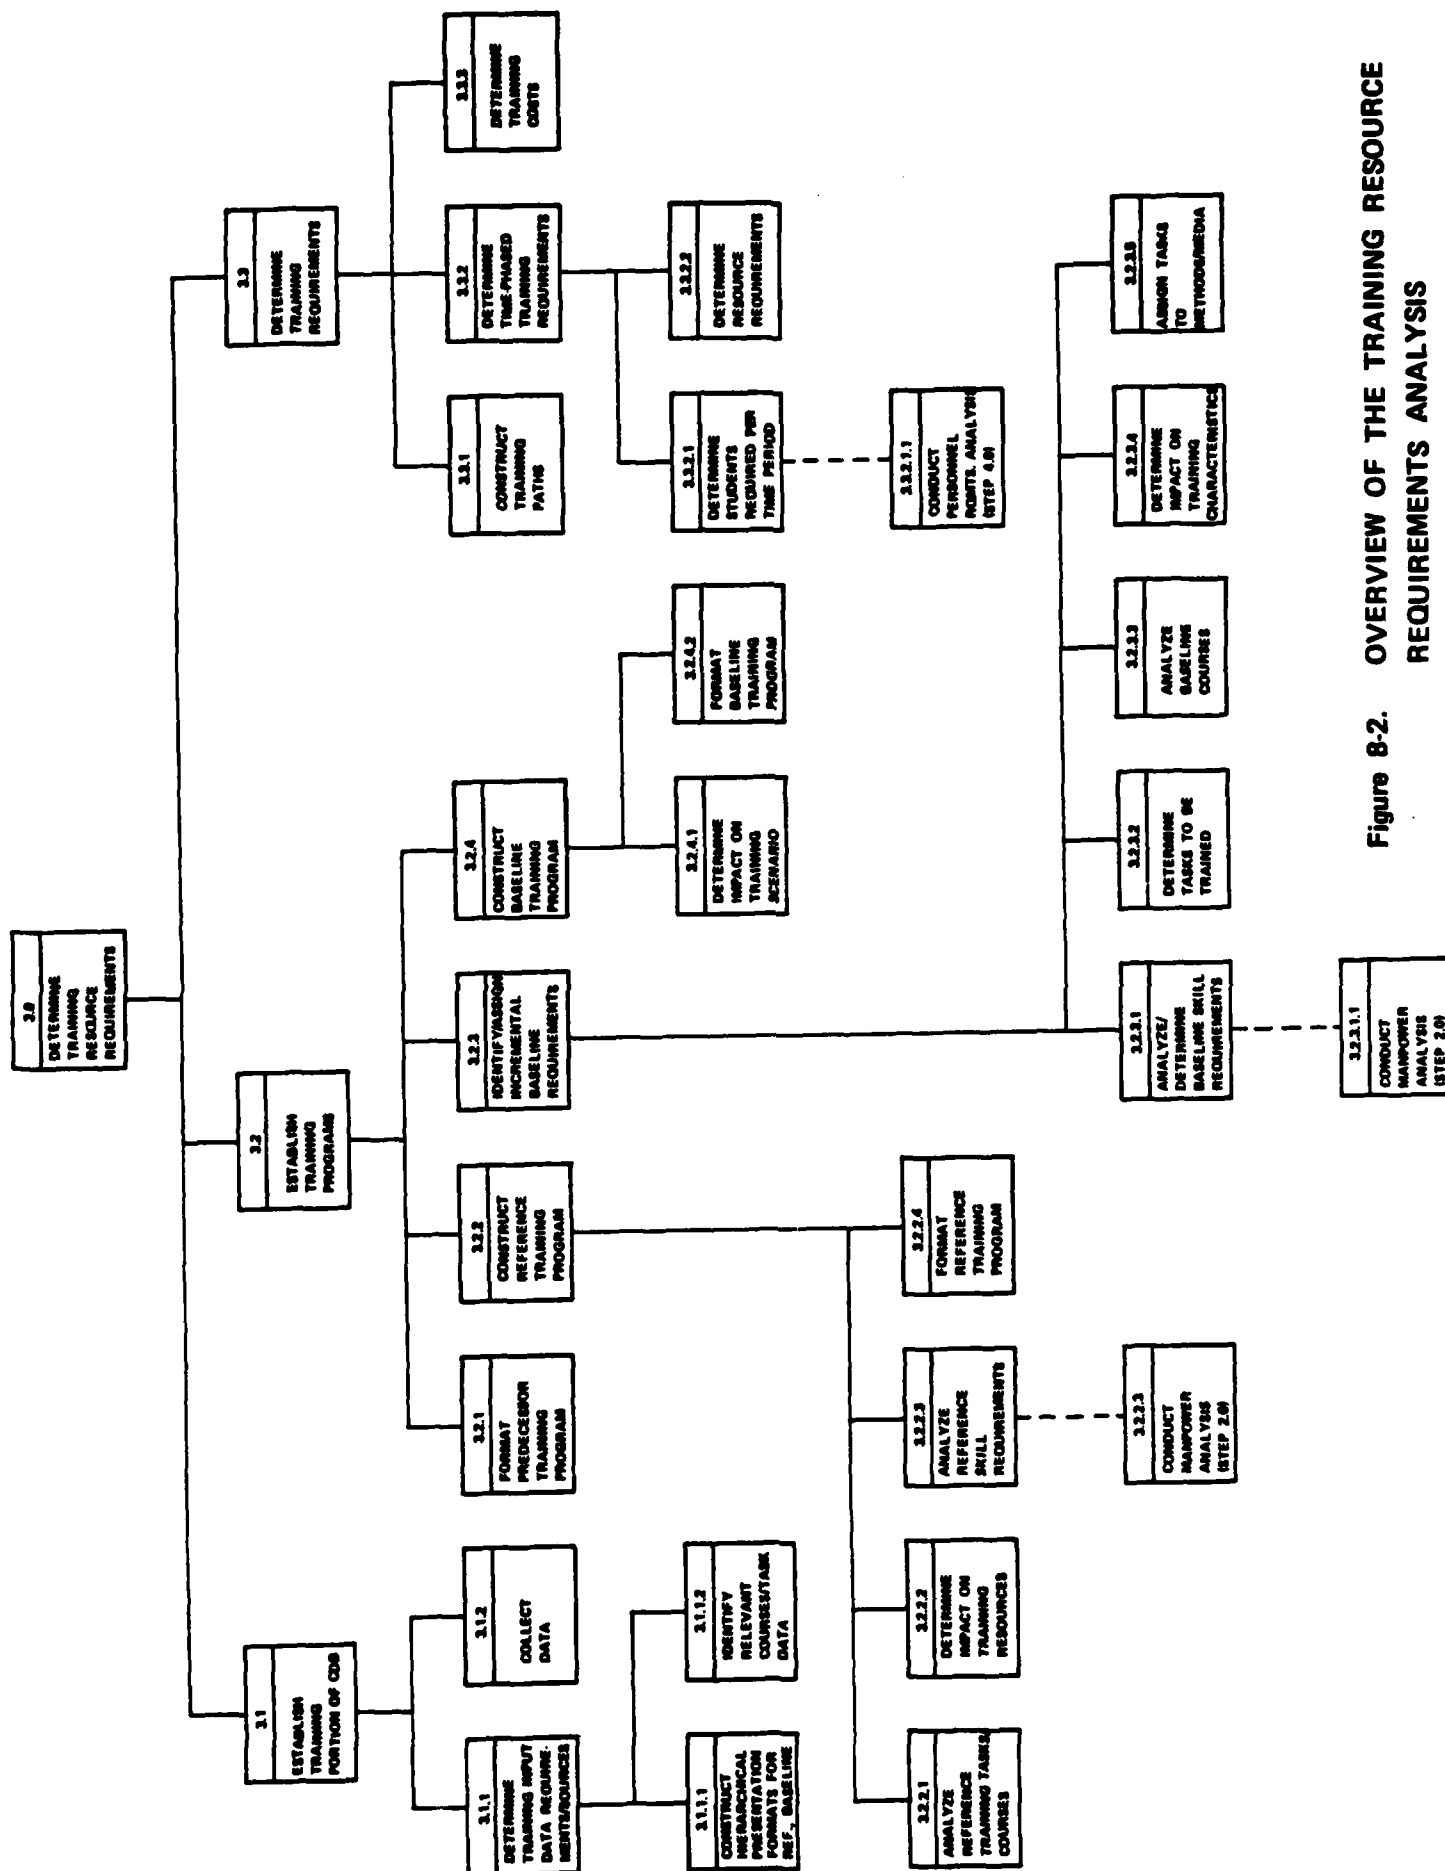 3.0
DETERMINE
TRAINING
RESOURCE
REQUIREMENTS
3.1
ESTABLISH
TRAINING
PORTION OF CDB
3.2
ESTABLISH
TRAINING
PROGRAMS
3.3
DETERMINE
TRAINING
REQUIREMENTS
3.1.1
DETERMINE
TRAINING INPUT
DATA REQUIRE-
MENTS/SOURCES
3.1.2
COLLECT
DATA
3.2.1
FORMAT
PREDECESSOR
TRAINING
PROGRAM
3.2.2
CONSTRUCT
REFERENCE
TRAINING
PROGRAM
3.2.3
IDENTIFY/ASSIGN
INCREMENTAL
BASELINE
REQUIREMENTS
3.2.4
CONSTRUCT
BASELINE
TRAINING
PROGRAM
3.3.1
CONSTRUCT
TRAINING
PATHS
3.3.2
DETERMINE
TIME-PHASED
TRAINING
REQUIREMENTS
3.3.3
DETERMINE
TRAINING
COSTS
3.1.1.1
CONSTRUCT
HIERARCHICAL
PRESENTATION
FORMATS FOR
REF., BASELINE
3.1.1.2
IDENTIFY
RELEVANT
COURSES/TASK
DATA
3.2.4.1
DETERMINE
IMPACT ON
TRAINING
SCENARIO
3.2.4.2
FORMAT
BASELINE
TRAINING
PROGRAM
3.3.2.1
DETERMINE
STUDENTS
REQUIRED PER
TIME PERIOD
3.3.2.2
DETERMINE
RESOURCE
REQUIREMENTS
3.2.2.1
ANALYZE
REFERENCE
TRAINING TASKS/
COURSES
3.2.2.2
DETERMINE
IMPACT ON
TRAINING
RESOURCES
3.2.2.3
ANALYZE
REFERENCE
SKILL
REQUIREMENTS
3.2.2.4
FORMAT
REFERENCE
TRAINING
PROGRAM
3.3.2.1.1
CONDUCT
PERSONNEL
RQMTS. ANALYSIS
(STEP 4.0)
3.2.2.3
CONDUCT
MANPOWER
ANALYSIS
(STEP 2.0)
3.2.3.1
ANALYZE/
DETERMINE
BASELINE SKILL
REQUIREMENTS
3.2.3.2
DETERMINE
TASKS TO BE
TRAINED
3.2.3.3
ANALYZE
BASELINE
COURSES
3.2.3.4
DETERMINE
IMPACT ON
TRAINING
CHARACTERISTICS
3.2.3.5
ASSIGN TASKS
TO
METHODS/MEDIA
3.2.3.1.1
CONDUCT
MANPOWER
ANALYSIS
(STEP 2.0)
Figure 8-2. OVERVIEW OF THE TRAINING RESOURCE
REQUIREMENTS ANALYSIS